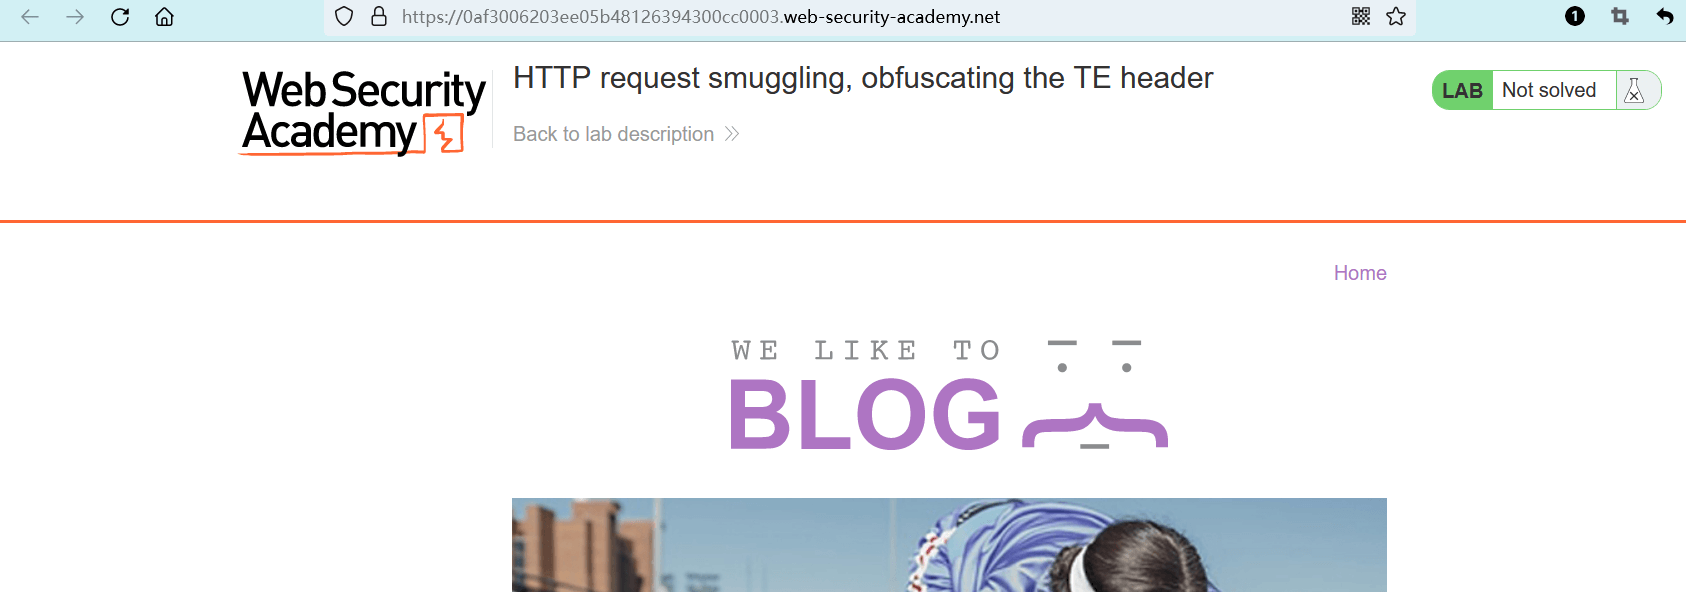 https://0af3006203ee05b48126394300cc0003.web-security-academy.net
1
Web Security
Academy
HTTP request smuggling, obfuscating the TE header
Back to lab description
LAB Not solved
Home
WE LIKE TO
BLOG